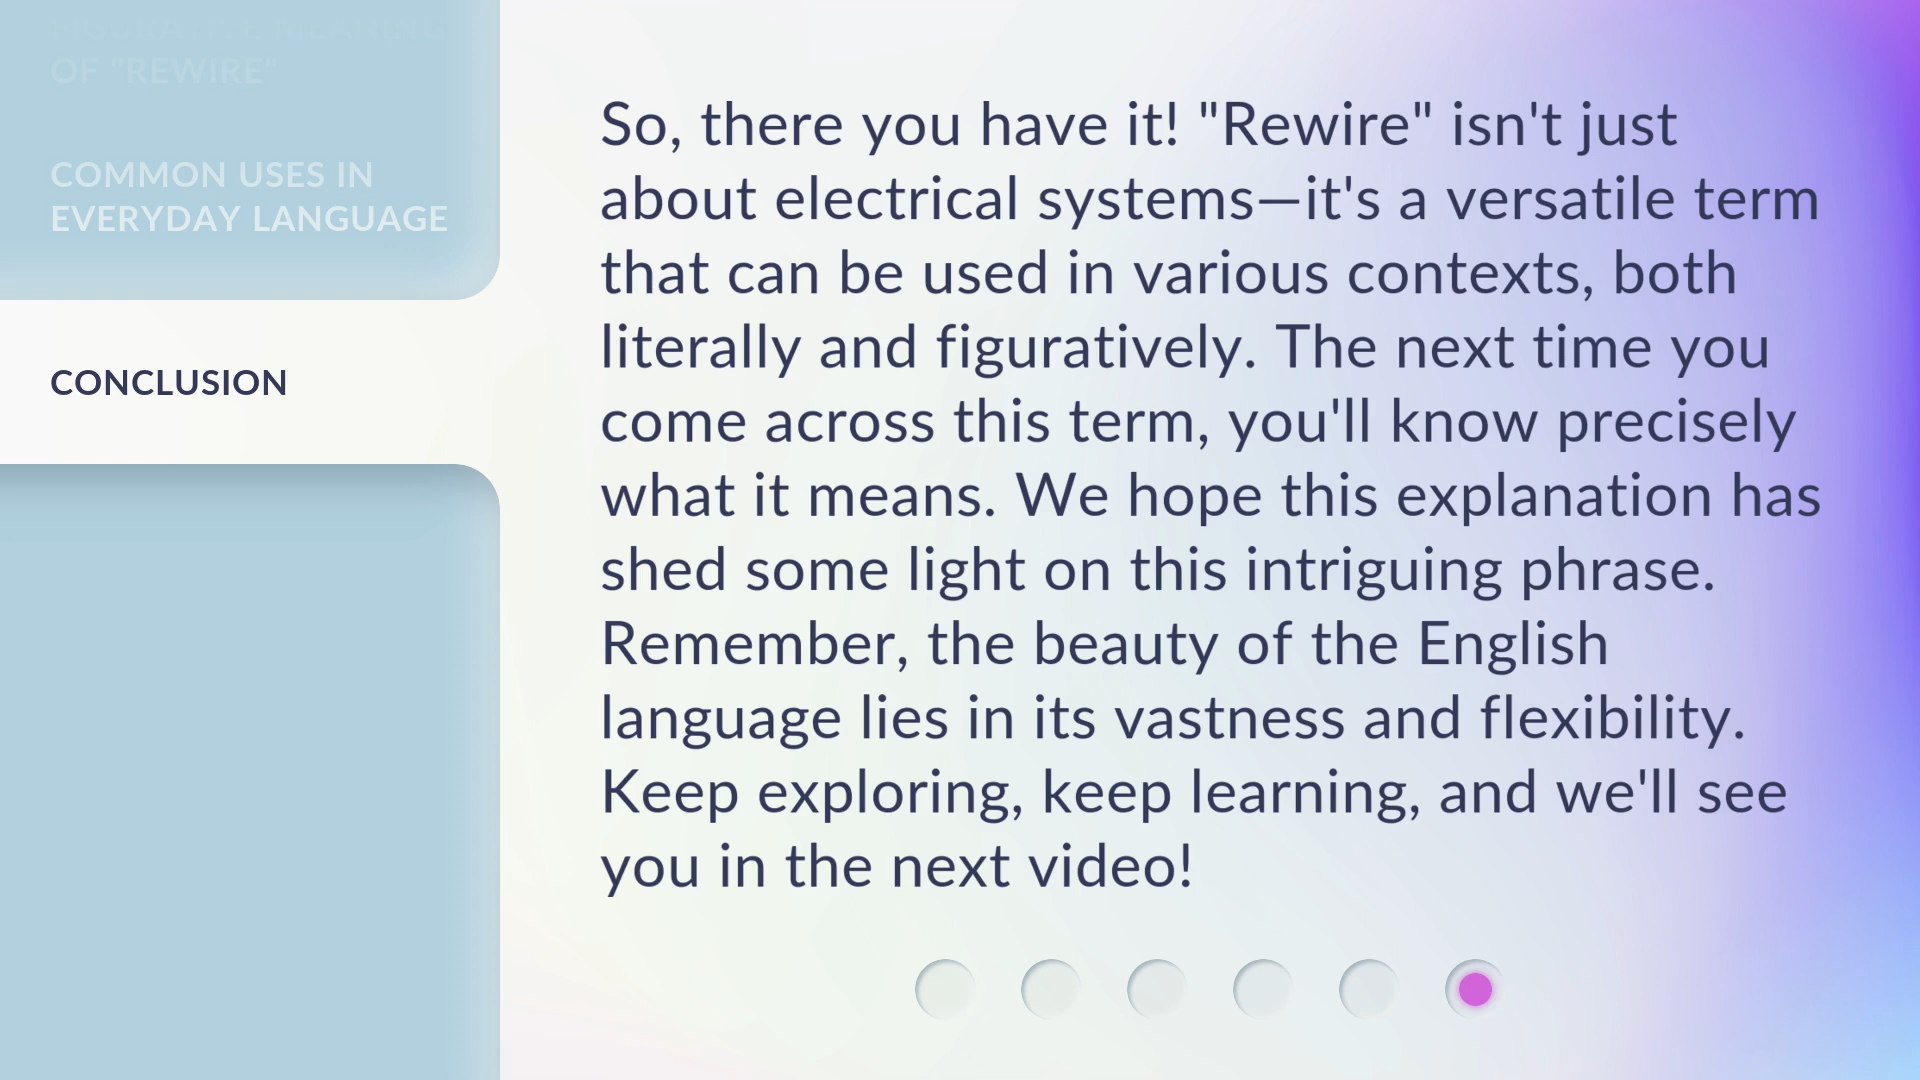 OF "REWIRE"
COMMON USES IN
EVERYDAY LANGUAGE
CONCLUSION
So, there you have it! "Rewire" isn't just
about electrical systems—it's a versatile term
that can be used in various contexts, both
literally and figuratively. The next time you
come across this term, you'll know precisely
what it means. We hope this explanation has
shed some light on this intriguing phrase.
Remember, the beauty of the English
language lies in its vastness and flexibility.
Keep exploring, keep learning, and we'll see
you in the next video!